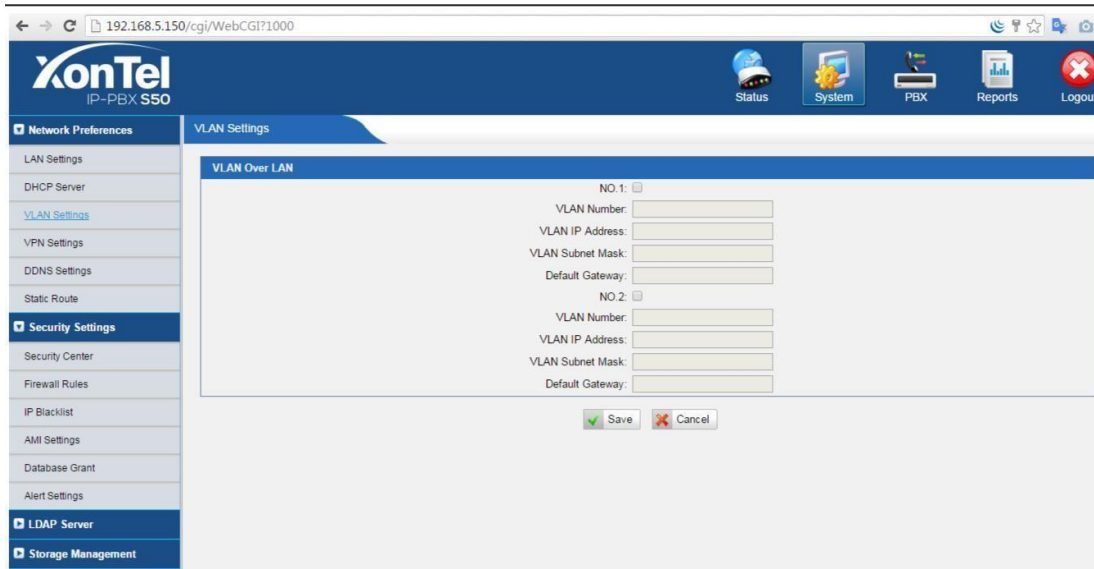 192.168.5.150/cgi/WebCGI?1000
XonTel
IP-PBX S50
Status
System
PBX
Reports
Logou
Network Preferences
LAN Settings
DHCP Server
VLAN Settings
VPN Settings
DDNS Settings
Static Route
Security Settings
Security Center
Firewall Rules
IP Blacklist
AMI Settings
Database Grant
Alert Settings
LDAP Server
Storage Management
VLAN Settings
VLAN Over LAN
NO.1:
VLAN Number:
VLAN IP Address:
VLAN Subnet Mask:
Default Gateway:
NO.2:
VLAN Number:
VLAN IP Address:
VLAN Subnet Mask:
Default Gateway:
Save
Cancel